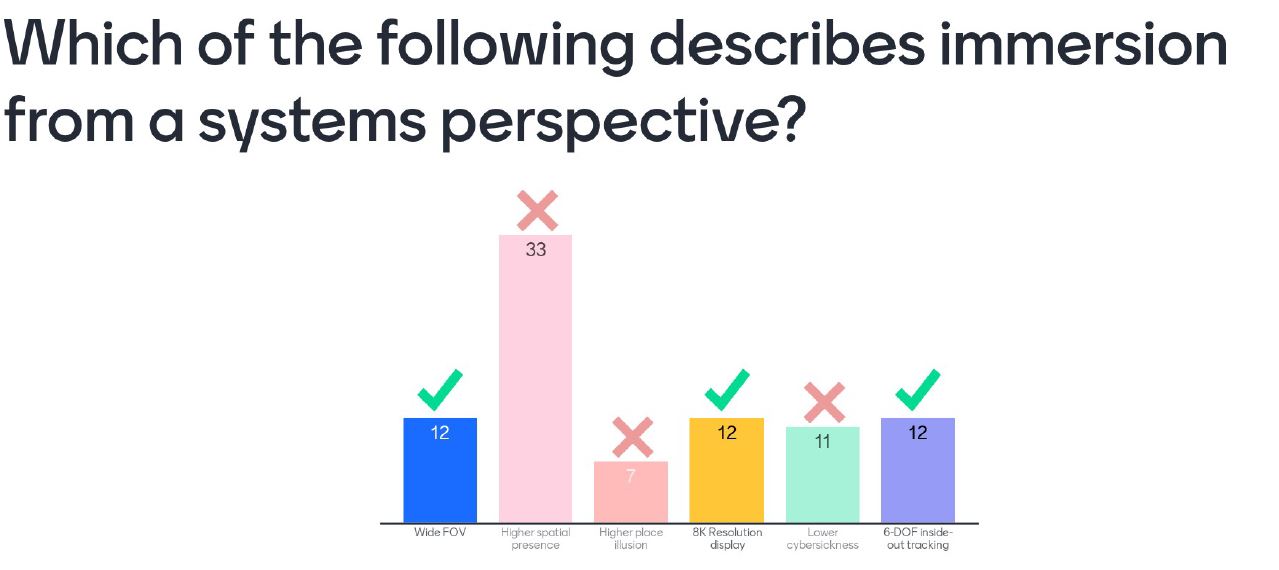 Which of the following describes immersion
from a systems perspective?
33
12
7
12
11
12
Wide FOV
Higher spatial
presence
Higher place
illusion
8K Resolution
display
Lower
cybersickness
6-DOF inside-
out tracking